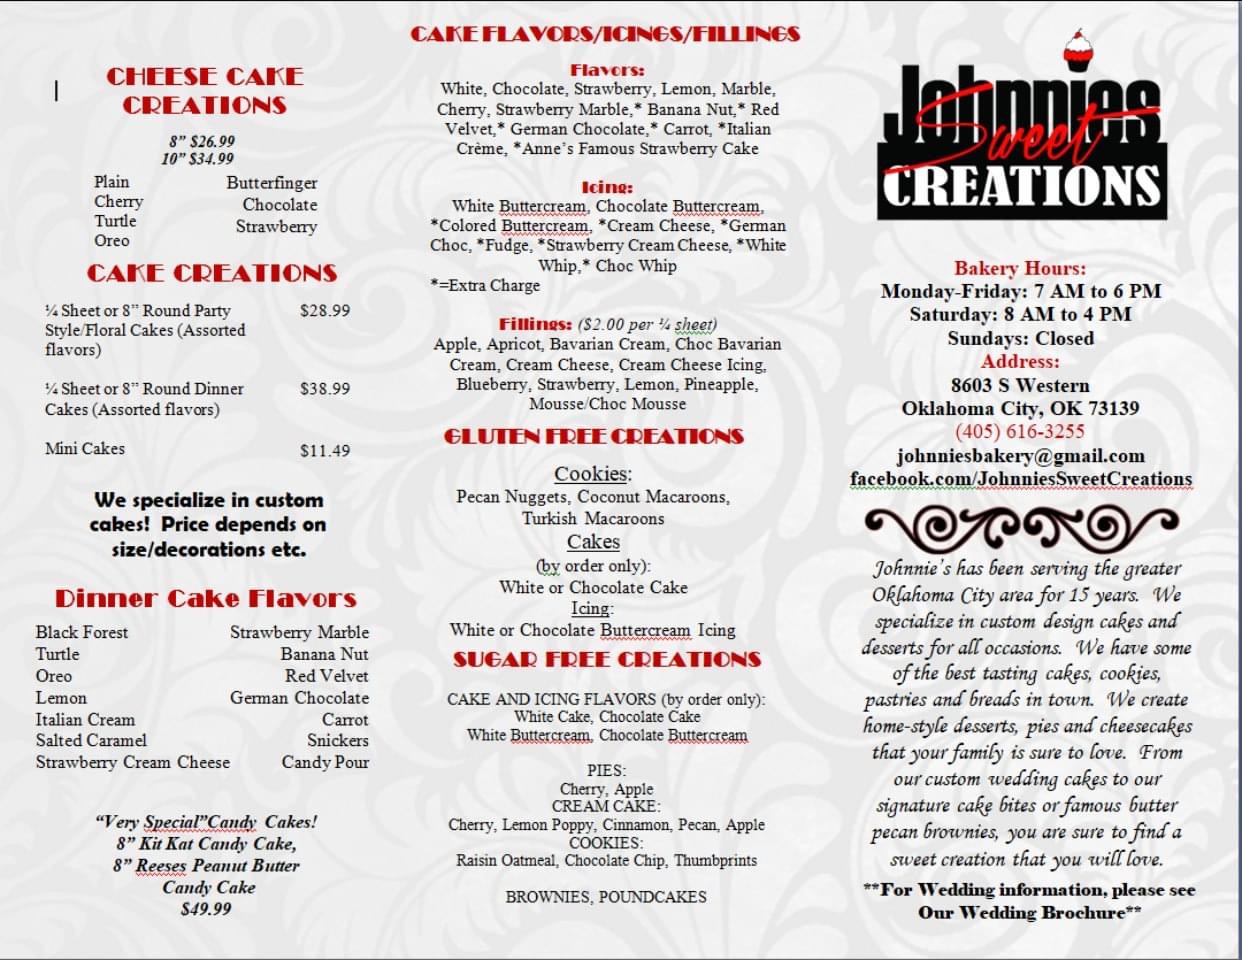 CHEESE CAKE
CREATIONS
8” $26.99
10” $34.99
Plain Butterfinger
Cherry Chocolate
Turtle Strawberry
Oreo
CAKE CREATIONS
¼ Sheet or 8” Round Party $28.99
Style/Floral Cakes (Assorted
flavors)
¼ Sheet or 8” Round Dinner $38.99
Cakes (Assorted flavors)
Mini Cakes $11.49
We specialize in custom
cakes! Price depends on
size/decorations etc.
Dinner Cake Flavors
Black Forest Strawberry Marble
Turtle Banana Nut
Oreo Red Velvet
Lemon German Chocolate
Italian Cream Carrot
Salted Caramel Snickers
Strawberry Cream Cheese Candy Pour
“Very Special”Candy Cakes!
8” Kit Kat Candy Cake,
8” Reeses Peanut Butter
Candy Cake
$49.99
CAKE FLAVORS/ICINGS/FILLINGS
Flavors:
White, Chocolate, Strawberry, Lemon, Marble,
Cherry, Strawberry Marble,* Banana Nut,* Red
Velvet,* German Chocolate,* Carrot, *Italian
Crème, *Anne’s Famous Strawberry Cake
Icing:
White Buttercream, Chocolate Buttercream,
*Colored Buttercream, *Cream Cheese, *German
Choc, *Fudge, *Strawberry Cream Cheese, *White
Whip,* Choc Whip
*=Extra Charge
Fillings: ($2.00 per ¼ sheet)
Apple, Apricot, Bavarian Cream, Choc Bavarian
Cream, Cream Cheese, Cream Cheese Icing,
Blueberry, Strawberry, Lemon, Pineapple,
Mousse/Choc Mousse
GLUTEN FREE CREATIONS
Cookies:
Pecan Nuggets, Coconut Macaroons,
Turkish Macaroons
Cakes
(by order only):
White or Chocolate Cake
Icing:
White or Chocolate Buttercream Icing
SUGAR FREE CREATIONS
CAKE AND ICING FLAVORS (by order only):
White Cake, Chocolate Cake
White Buttercream, Chocolate Buttercream
PIES:
Cherry, Apple
CREAM CAKE:
Cherry, Lemon Poppy, Cinnamon, Pecan, Apple
COOKIES:
Raisin Oatmeal, Chocolate Chip, Thumbprints
BROWNIES, POUNDCAKES
Johnnies
Sweet
CREATIONS
Bakery Hours:
Monday-Friday: 7 AM to 6 PM
Saturday: 8 AM to 4 PM
Sundays: Closed
Address:
8603 S Western
Oklahoma City, OK 73139
(405) 616-3255
johnniesbakery@gmail.com
facebook.com/JohnniesSweetCreations
Johnnie’s has been serving the greater
Oklahoma City area for 15 years. We
specialize in custom design cakes and
desserts for all occasions. We have some
of the best tasting cakes, cookies,
pastries and breads in town. We create
home-style desserts, pies and cheesecakes
that your family is sure to love. From
our custom wedding cakes to our
signature cake bites or famous butter
pecan brownies, you are sure to find a
sweet creation that you will love.
**For Wedding information, please see
Our Wedding Brochure**